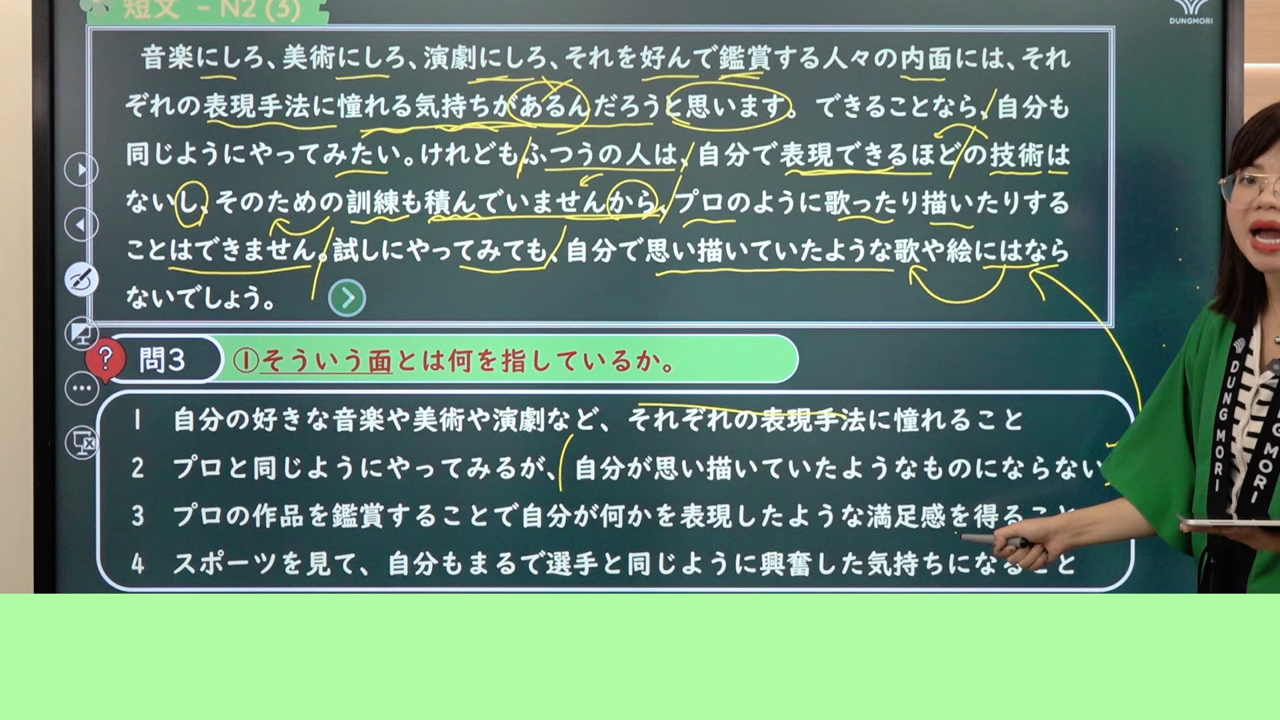 短文 - N2 (3)
DUNGMORI
音楽にしろ、美術にしろ、演劇にしろ、それを好んで鑑賞する人々の内面には、それ
ぞれの表現手法に憧れる気持ちがあるんだろうと思います。できることなら、自分も
同じようにやってみたい。けれどもふつうの人は、自分で表現できるほどの技術は
ないし、そのための訓練も積んでいませんから、プロのように歌ったり描いたりする
ことはできません。試しにやってみても、自分で思い描いていたような歌や絵にはなら
ないでしょう。
? 問3 ①そういう面とは何を指しているか。
1 自分の好きな音楽や美術や演劇など、それぞれの表現手法に憧れること
2 プロと同じようにやってみるが、自分が思い描いていたようなものにならない
3 プロの作品を鑑賞することで自分が何かを表現したような満足感を得ること
4 スポーツを見て、自分もまるで選手と同じように興奮した気持ちになること
DUNGMORI